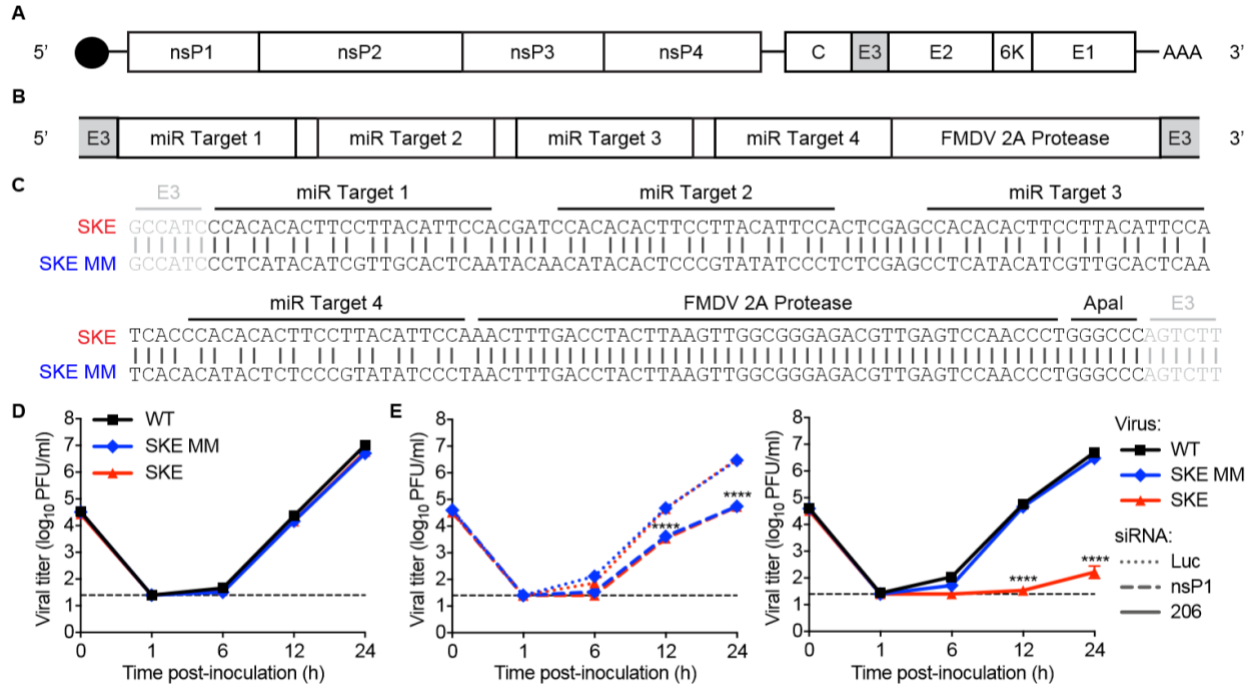 A
5' nsP1 nsP2 nsP3 nsP4 C E3 E2 6K E1 AAA 3'
B
5' E3 miR Target 1 miR Target 2 miR Target 3 miR Target 4 FMDV 2A Protease E3 3'
C
E3 miR Target 1 miR Target 2 miR Target 3
SKE GCCATCCCACACACTTCCTTACATTCCACGATCCACACACTTCCTTACATTCCACTCGAGCCACACACTTCCTTACATTCCA
SKE MM GCCATCCCTCATACATCGTTGCACTCAATACAACATACACTCCCGTATATCCCTCTCGAGCCTCATACATCGTTGCACTCAA
miR Target 4 FMDV 2A Protease ApaI E3
SKE TCACCCACACACTTCCTTACATTCCAAACTTTGACCTACTTAAGTTGGCGGGAGACGTTGAGTCCAACCCTGGGCCCAGTCTT
SKE MM TCACACATACTCTCCCGTATATCCCTAACTTTGACCTACTTAAGTTGGCGGGAGACGTTGAGTCCAACCCTGGGCCCAGTCTT
D
Viral titer (log10 PFU/ml)
8
7
6
5
4
3
2
1
0
WT
SKE MM
SKE
0 1 6 12 24
Time post-inoculation (h)
E
Viral titer (log10 PFU/ml)
8
7
6
5
4
3
2
1
0
****
****
0 1 6 12 24
Time post-inoculation (h)
Viral titer (log10 PFU/ml)
8
7
6
5
4
3
2
1
0
****
****
0 1 6 12 24
Time post-inoculation (h)
Virus:
WT
SKE MM
SKE
siRNA:
Luc
nsP1
206